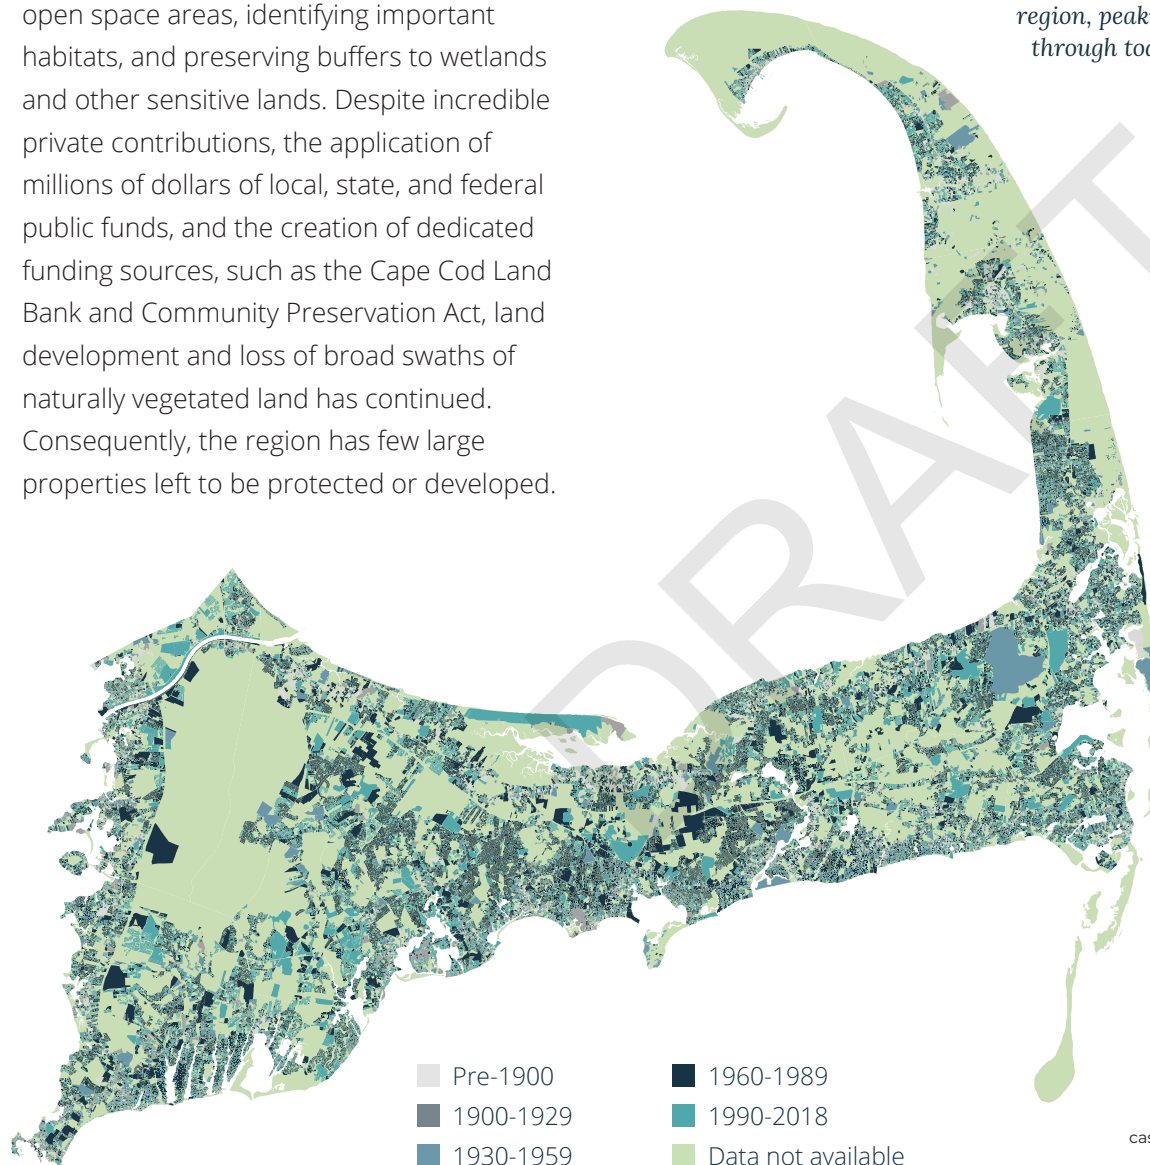 open space areas, identifying important
habitats, and preserving buffers to wetlands
and other sensitive lands. Despite incredible
private contributions, the application of
millions of dollars of local, state, and federal
public funds, and the creation of dedicated
funding sources, such as the Cape Cod Land
Bank and Community Preservation Act, land
development and loss of broad swaths of
naturally vegetated land has continued.
Consequently, the region has few large
properties left to be protected or developed.
region,
through
DRAFT
Pre-1900
1900-1929
1930-1959
1960-1989
1990-2018
Data not available